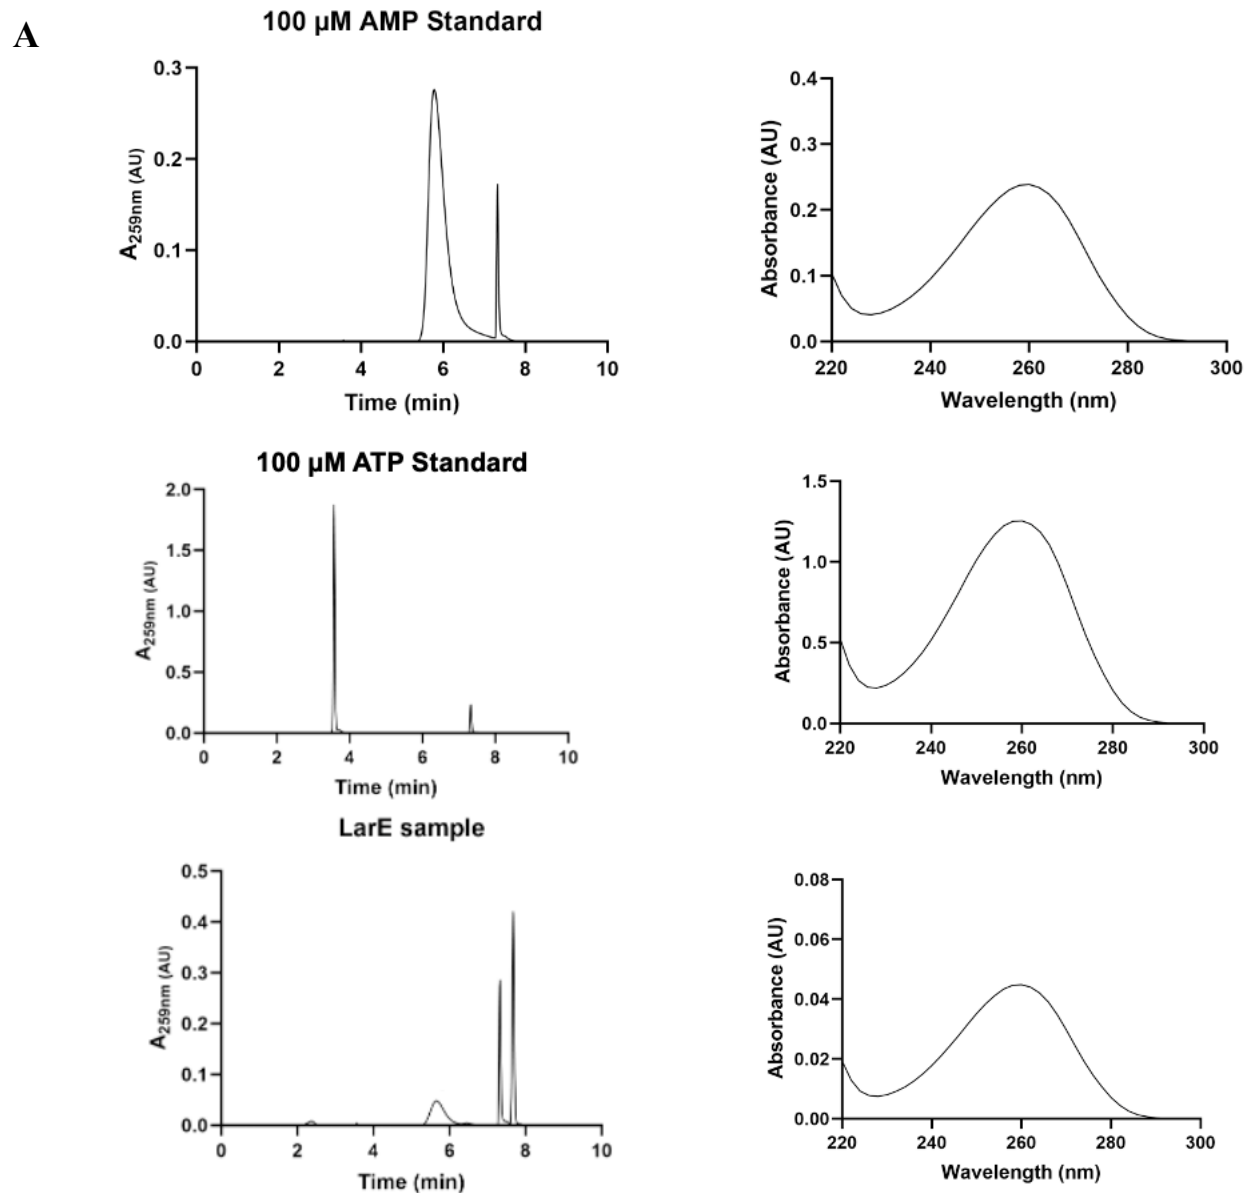 A
100 µM AMP Standard
0.3
0.2
0.1
0.0
A259nm (AU)
0 2 4 6 8 10
Time (min)
0.4
0.3
0.2
0.1
0.0
Absorbance (AU)
220 240 260 280 300
Wavelength (nm)
100 µM ATP Standard
2.0
1.5
1.0
0.5
0.0
A259nm (AU)
0 2 4 6 8 10
Time (min)
1.5
1.0
0.5
0.0
Absorbance (AU)
220 240 260 280 300
Wavelength (nm)
LarE sample
0.5
0.4
0.3
0.2
0.1
0.0
A259nm (AU)
0 2 4 6 8 10
Time (min)
0.08
0.06
0.04
0.02
0.00
Absorbance (AU)
220 240 260 280 300
Wavelength (nm)